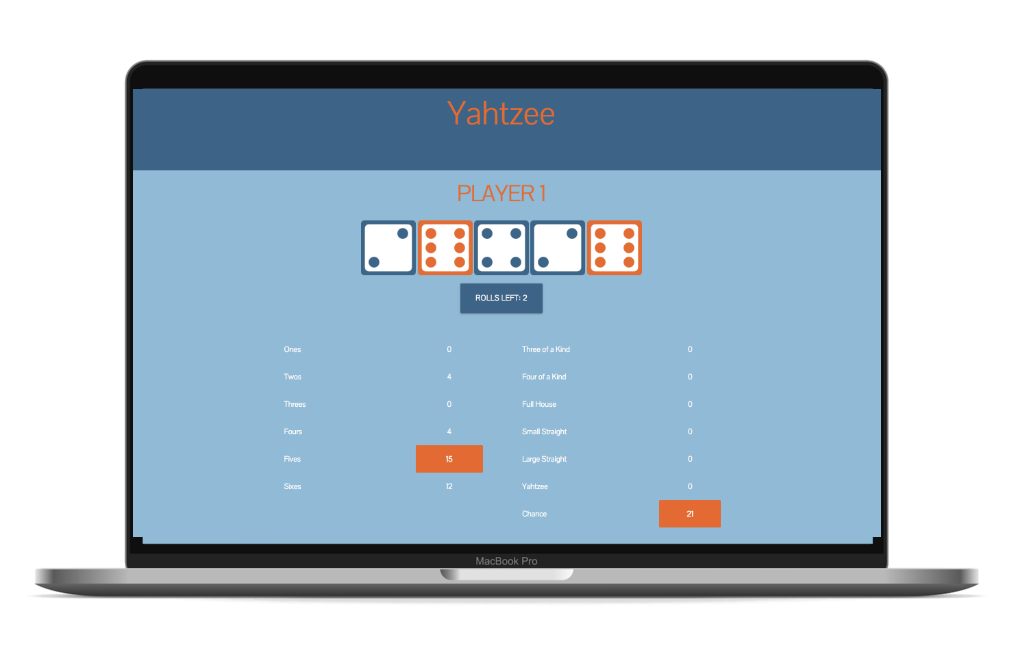 Yahtzee
PLAYER 1
ROLLS LEFT: 2
Ones 0 Three of a Kind 0
Twos 4 Four of a Kind 0
Threes 0 Full House 0
Fours 4 Small Straight 0
Fives 15 Large Straight 0
Sixes 12 Yahtzee 0
Chance 21
MacBook Pro